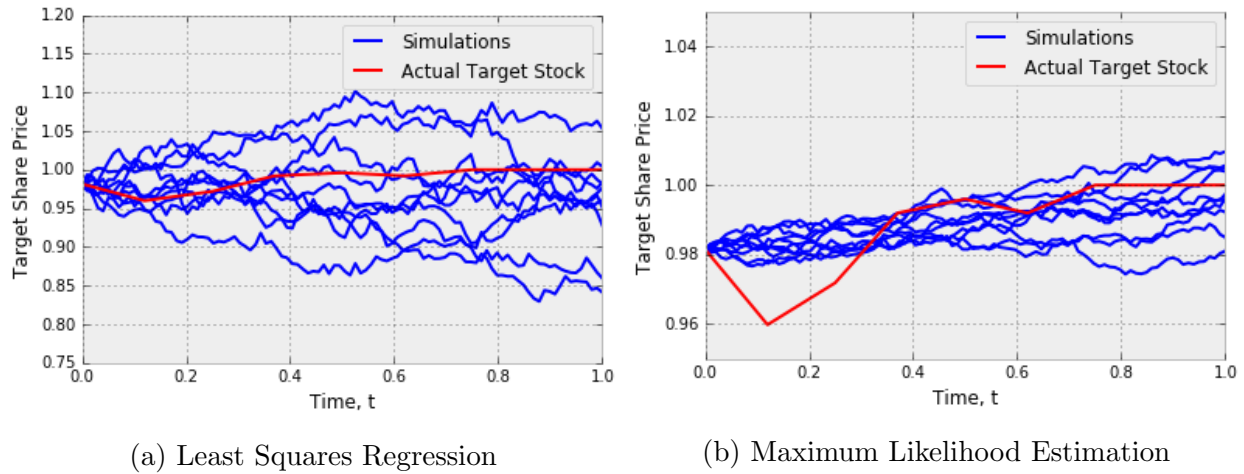 1.20
1.15
1.10
1.05
1.00
0.95
0.90
0.85
0.80
0.75
Target Share Price
Simulations
Actual Target Stock
0.0 0.2 0.4 0.6 0.8 1.0
Time, t
(a) Least Squares Regression
1.04
1.02
1.00
0.98
0.96
Target Share Price
Simulations
Actual Target Stock
0.0 0.2 0.4 0.6 0.8 1.0
Time, t
(b) Maximum Likelihood Estimation